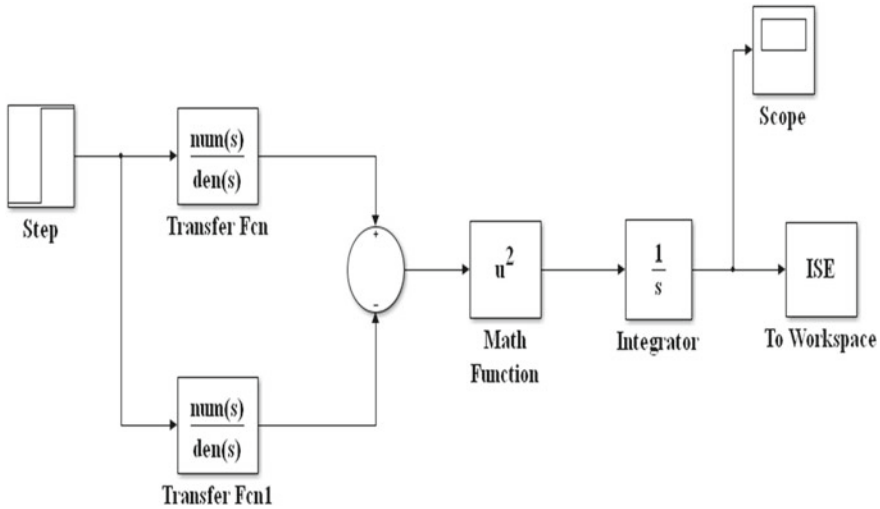 Step
num(s)
den(s)
Transfer Fcn
num(s)
den(s)
Transfer Fcn1
+
-
u²
Math
Function
1
s
Integrator
Scope
ISE
To Workspace